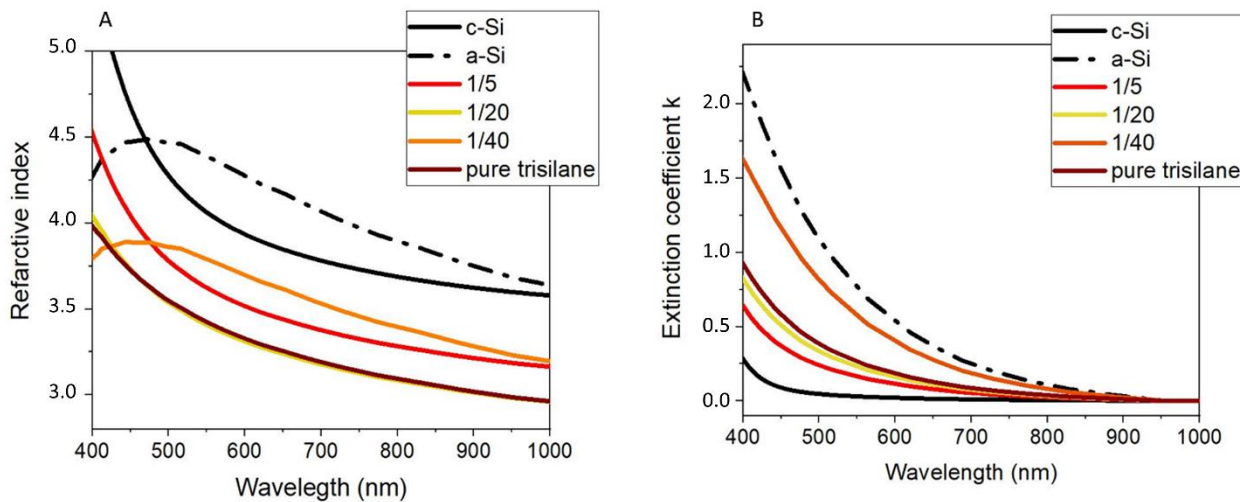 A
c-Si
a-Si
1/5
1/20
1/40
pure trisilane
5.0
4.5
4.0
3.5
3.0
Refarctive index
400 500 600 700 800 900 1000
Wavelegth (nm)
B
c-Si
a-Si
1/5
1/20
1/40
pure trisilane
2.0
1.5
1.0
0.5
0.0
Extinction coefficient k
400 500 600 700 800 900 1000
Wavelength (nm)